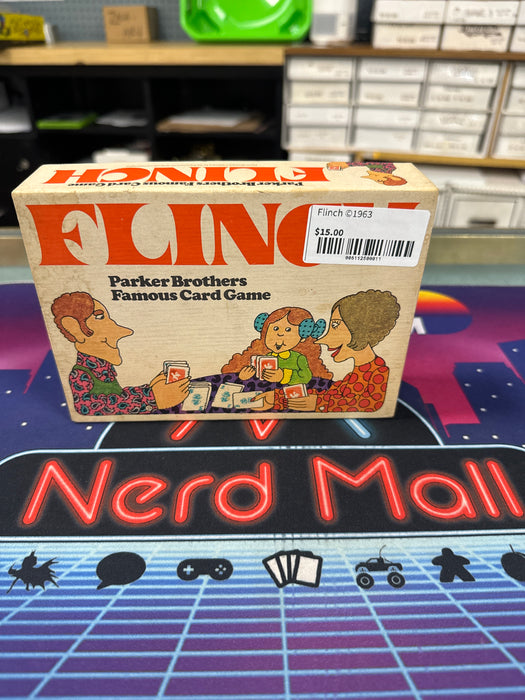 Parker Brothers Famous Card Game
FLINCH
FLINCH
Flinch ©1963
$15.00
Parker Brothers
Famous Card Game
Nerd Mall